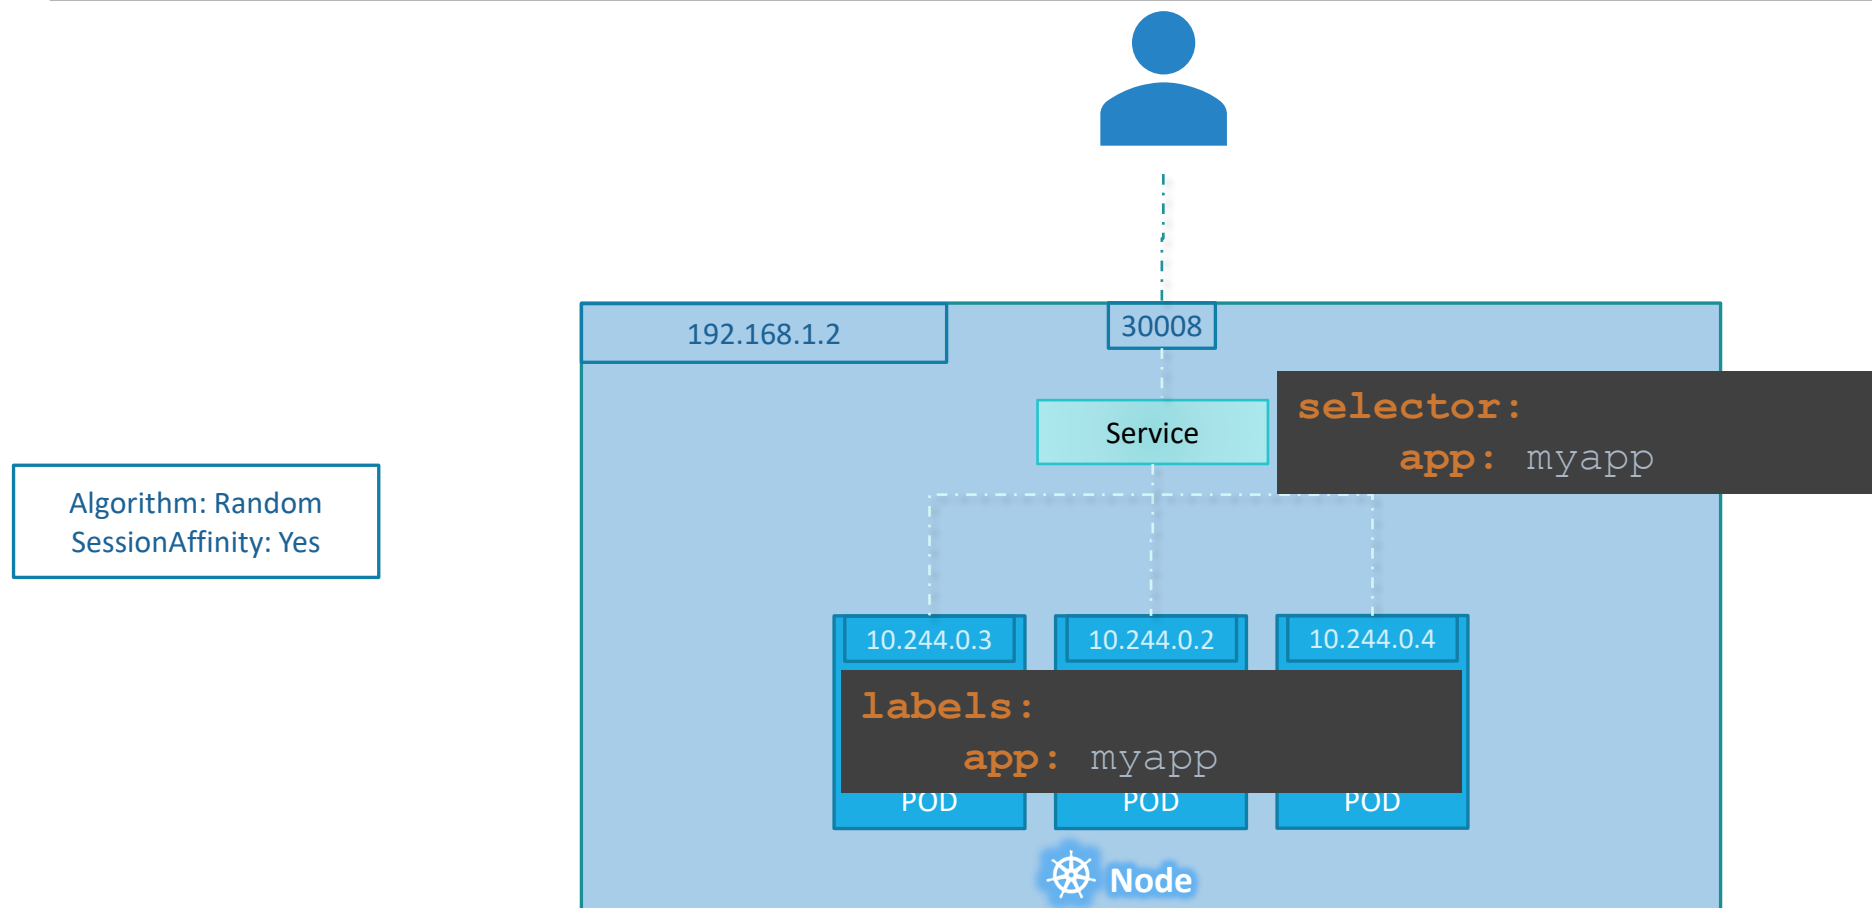 192.168.1.2
30008
selector:
app: myapp
Service
Algorithm: Random
SessionAffinity: Yes
10.244.0.3
10.244.0.2
10.244.0.4
labels:
app: myapp
POD
POD
POD
Node